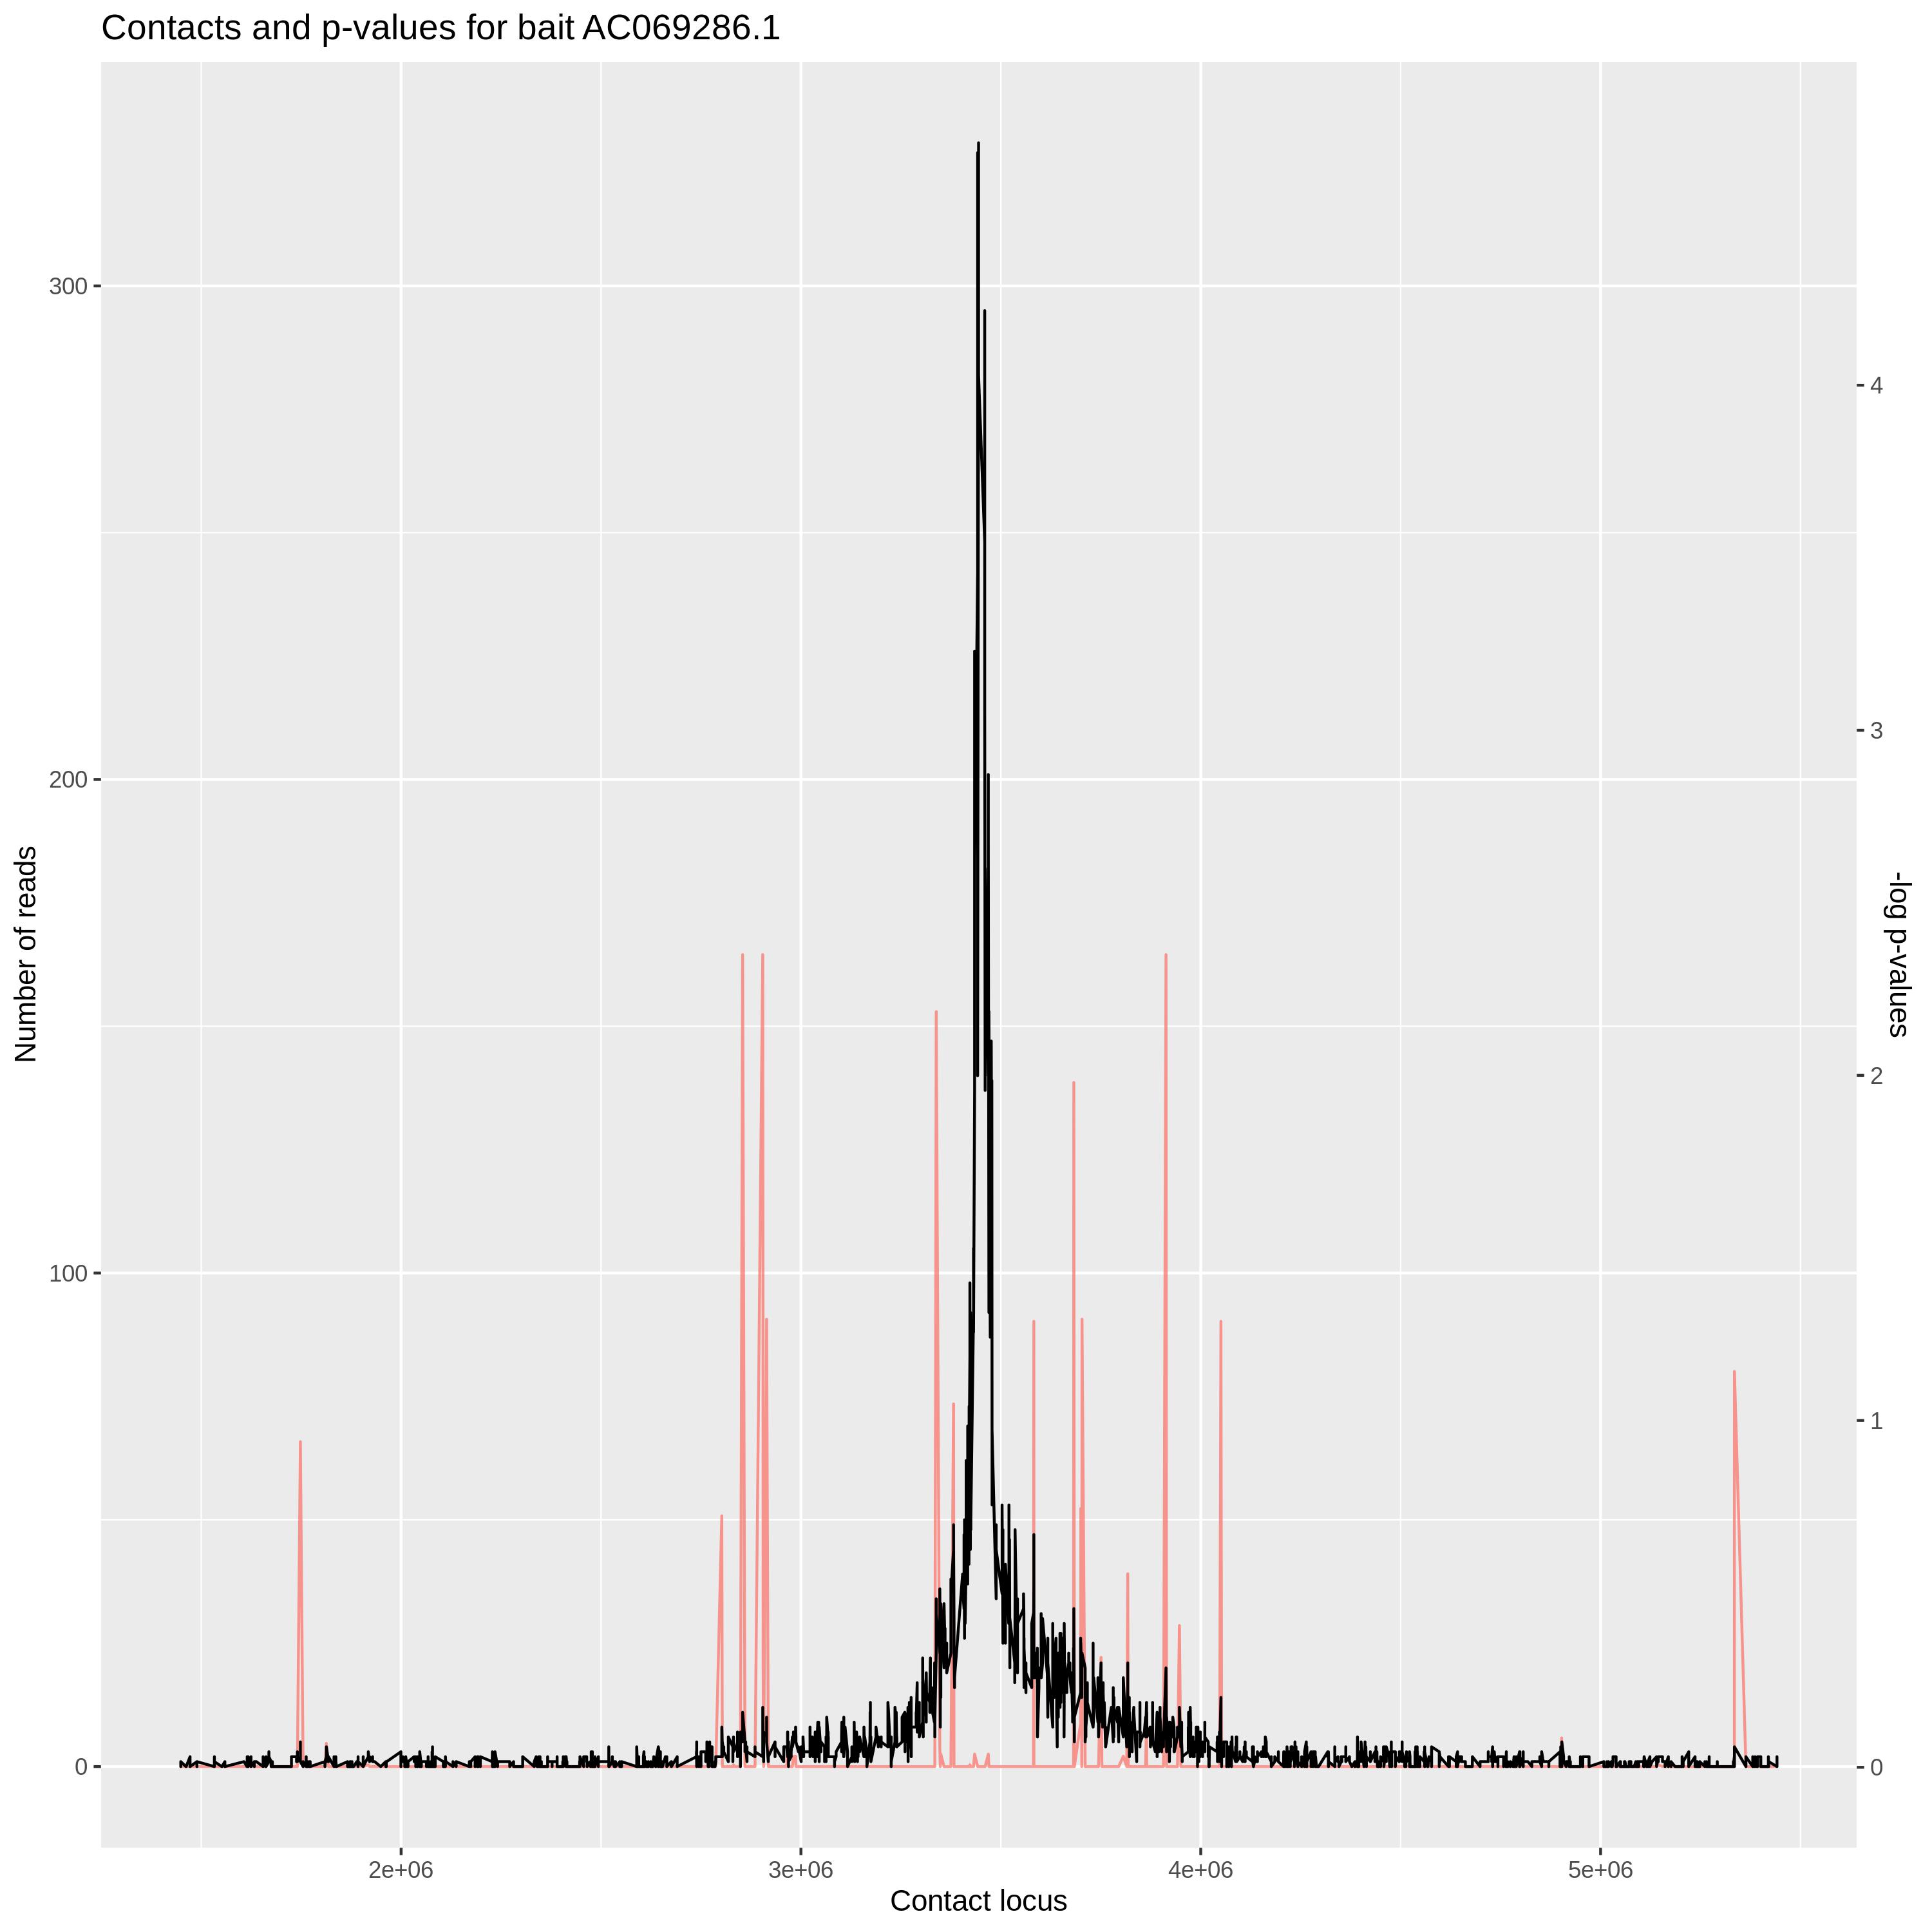 Contacts and p-values for bait AC069286.1
300
200
100
0
Number of reads
4
3
2
1
0
-log p-values
2e+06
3e+06
4e+06
5e+06
Contact locus